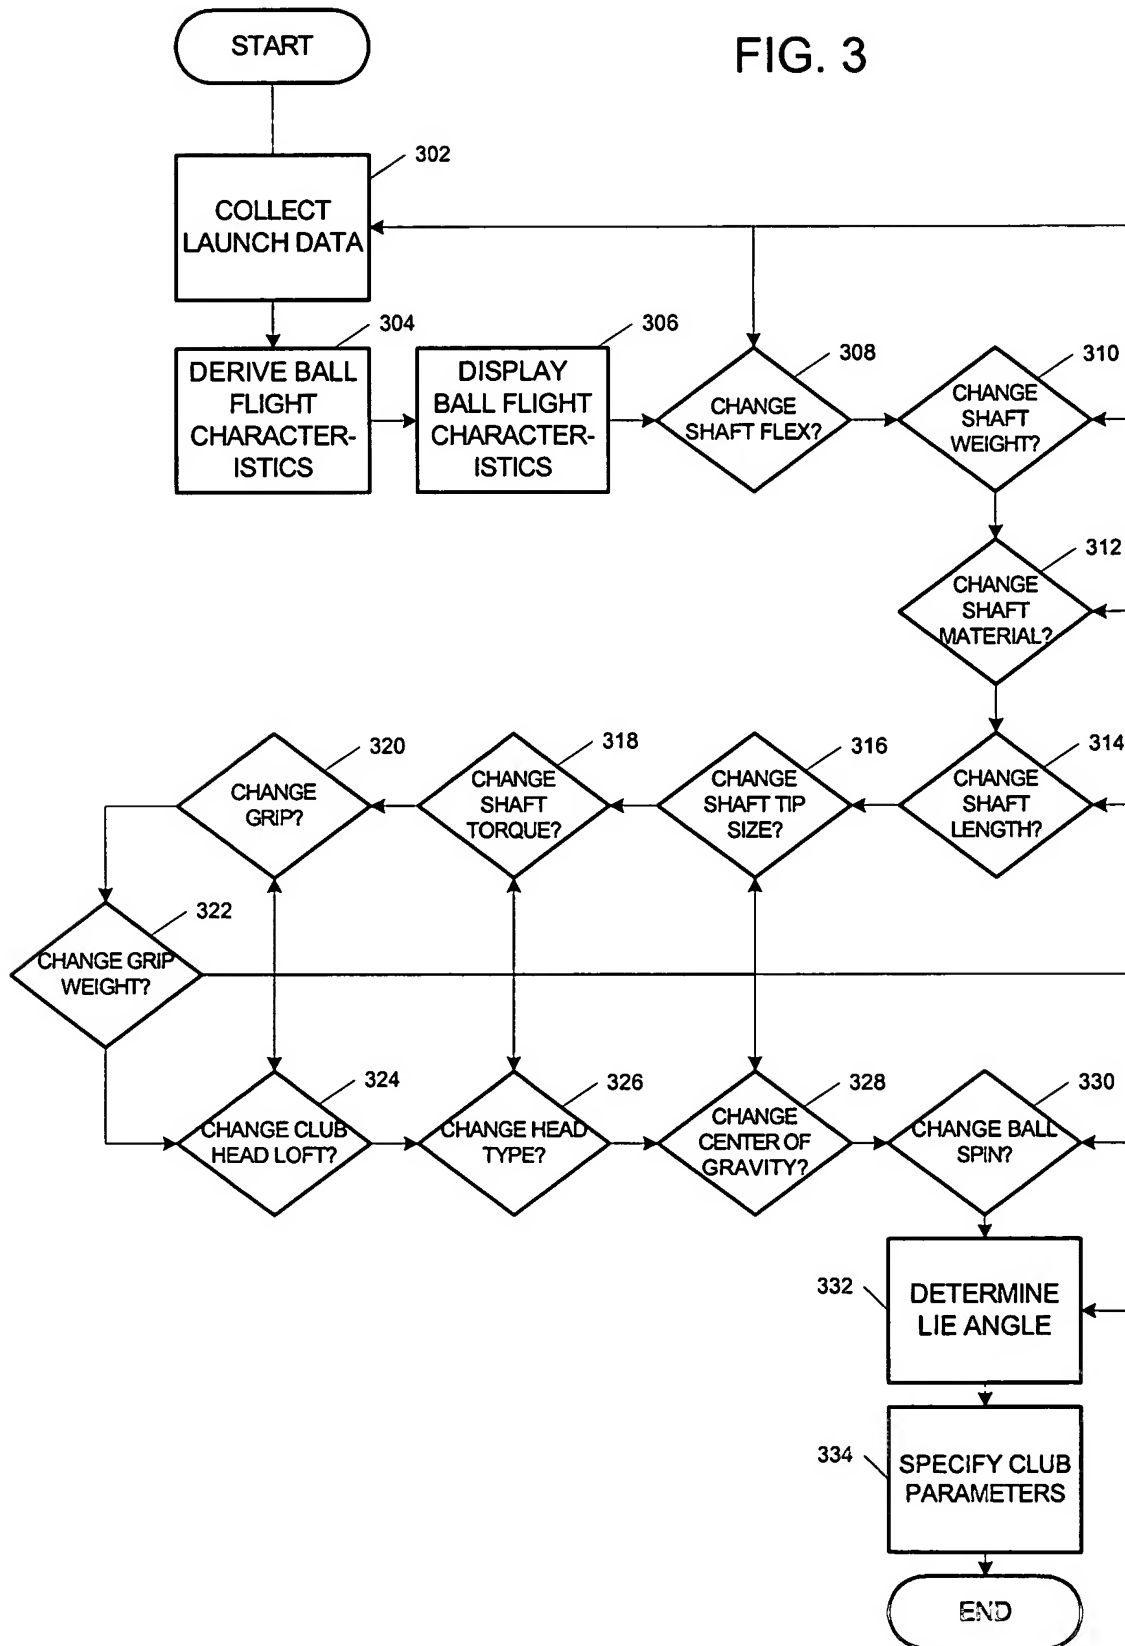 START
FIG. 3
302
COLLECT
LAUNCH DATA
304
DERIVE BALL
FLIGHT
CHARACTER-
ISTICS
306
DISPLAY
BALL FLIGHT
CHARACTER-
ISTICS
308
CHANGE
SHAFT FLEX?
310
CHANGE
SHAFT
WEIGHT?
312
CHANGE
SHAFT
MATERIAL?
314
CHANGE
SHAFT
LENGTH?
316
CHANGE
SHAFT TIP
SIZE?
318
CHANGE
SHAFT
TORQUE?
320
CHANGE
GRIP?
322
CHANGE GRIP
WEIGHT?
324
CHANGE CLUB
HEAD LOFT?
326
CHANGE HEAD
TYPE?
328
CHANGE
CENTER OF
GRAVITY?
330
CHANGE BALL
SPIN?
332
DETERMINE
LIE ANGLE
334
SPECIFY CLUB
PARAMETERS
END